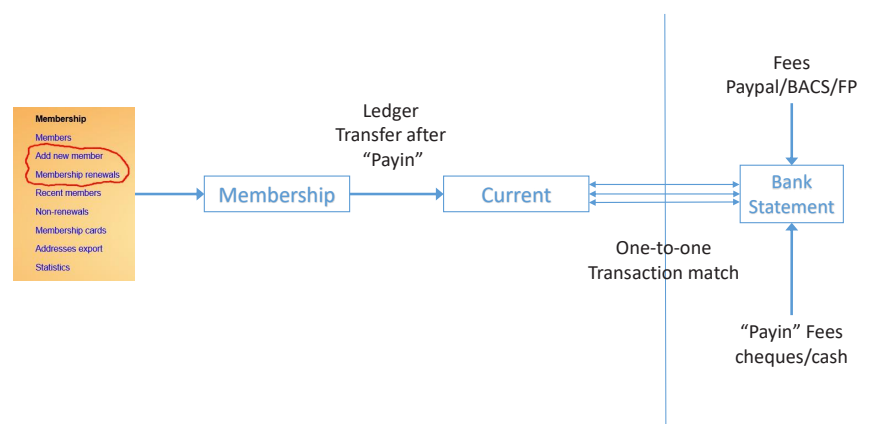 Membership
Members
Add new member
Membership renewals
Recent members
Non-renewals
Membership cards
Addresses export
Statistics
Membership
Ledger
Transfer after
“Payin”
Current
One-to-one
Transaction match
Fees
Paypal/BACS/FP
Bank
Statement
“Payin” Fees
cheques/cash